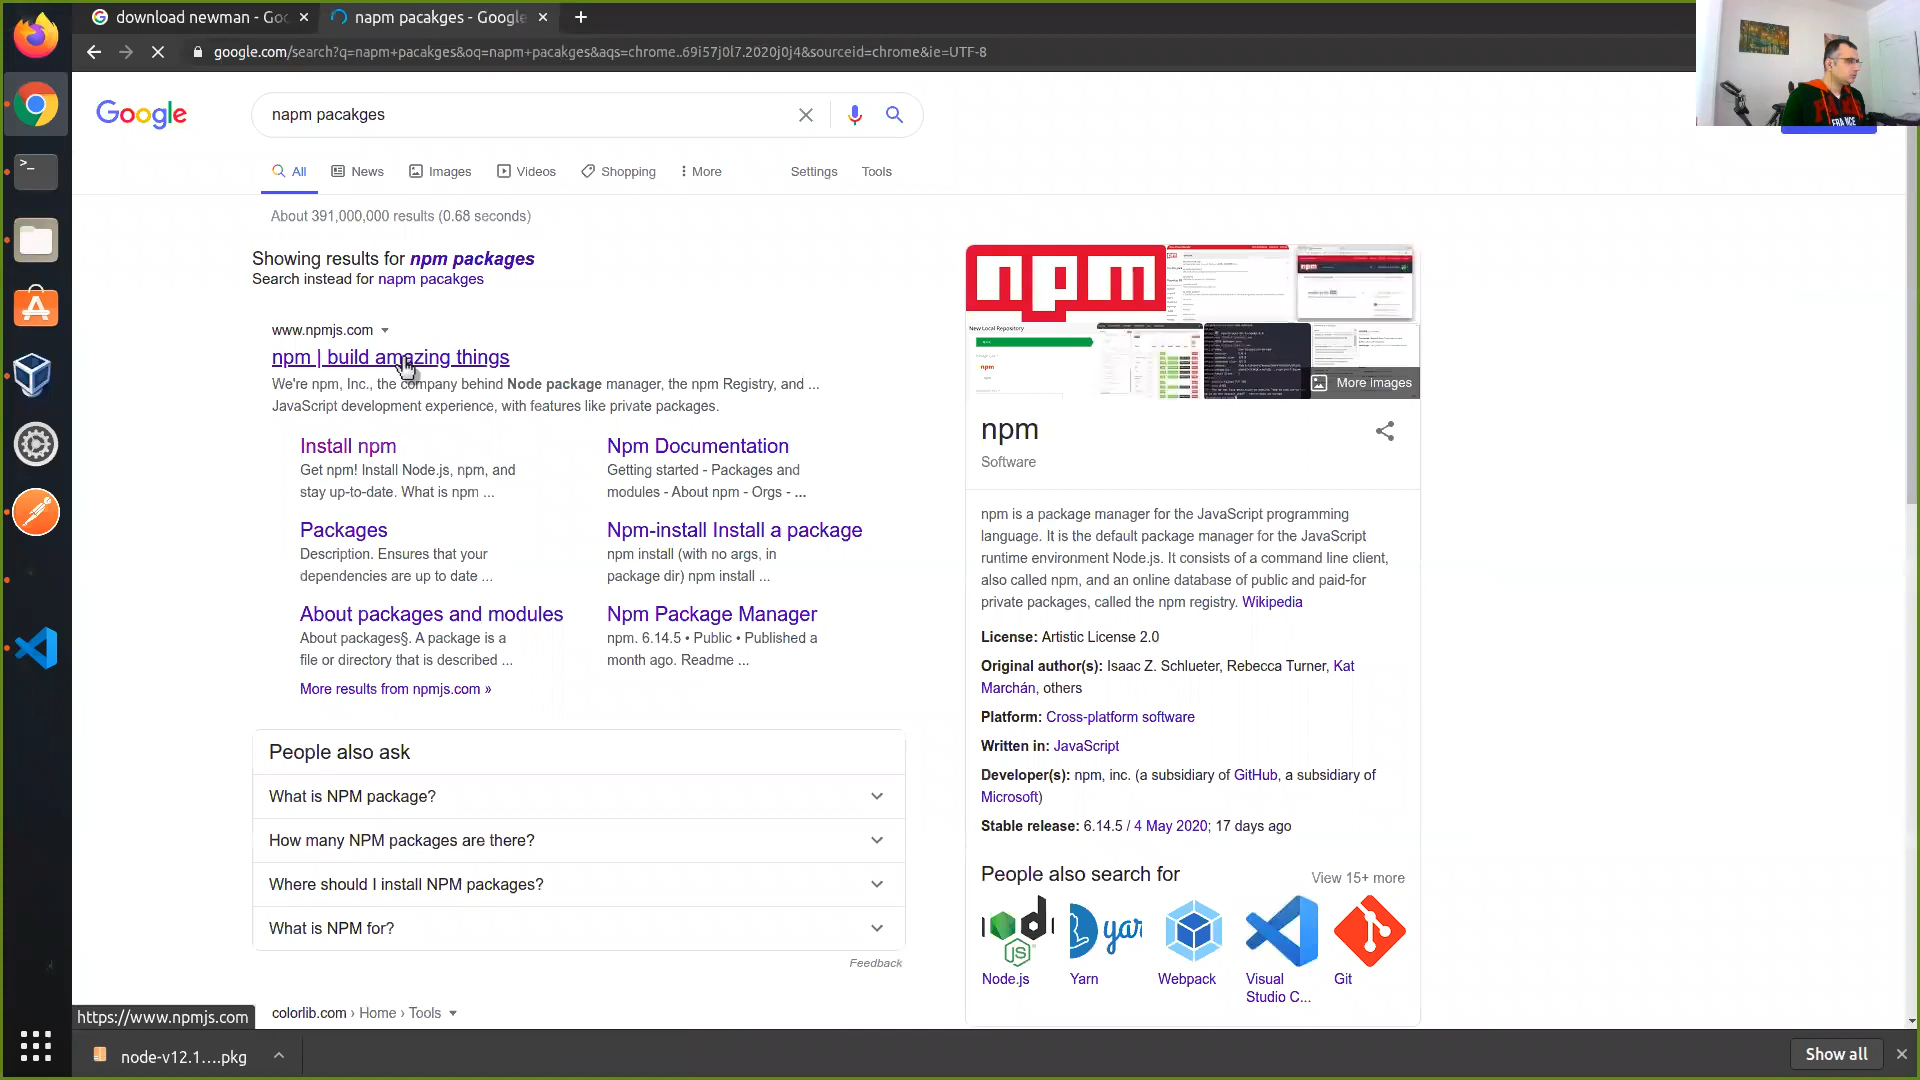 download newman - Goo
napm pacakges - Google
google.com/search?q=napm+pacakges&oq=napm+pacakges&aqs=chrome..69i57j0l7.2020j0j4&sourceid=chrome&ie=UTF-8
Google
napm pacakges
All
News
Images
Videos
Shopping
More
Settings
Tools
About 391,000,000 results (0.68 seconds)
Showing results for npm packages
Search instead for napm pacakges
www.npmjs.com
npm | build amazing things
We're npm, Inc., the company behind Node package manager, the npm Registry, and ...
JavaScript development experience, with features like private packages.
Install npm
Get npm! Install Node.js, npm, and
stay up-to-date. What is npm ...
Npm Documentation
Getting started - Packages and
modules - About npm - Orgs - ...
Packages
Description. Ensures that your
dependencies are up to date ...
Npm-install Install a package
npm install (with no args, in
package dir) npm install ...
About packages and modules
About packages§. A package is a
file or directory that is described ...
Npm Package Manager
npm. 6.14.5 • Public • Published a
month ago. Readme ...
More results from npmjs.com »
People also ask
What is NPM package?
How many NPM packages are there?
Where should I install NPM packages?
What is NPM for?
Feedback
colorlib.com › Home › Tools
npm
New Local Repository
More images
npm
Software
npm is a package manager for the JavaScript programming
language. It is the default package manager for the JavaScript
runtime environment Node.js. It consists of a command line client,
also called npm, and an online database of public and paid-for
private packages, called the npm registry. Wikipedia
License: Artistic License 2.0
Original author(s): Isaac Z. Schlueter, Rebecca Turner, Kat
Marchán, others
Platform: Cross-platform software
Written in: JavaScript
Developer(s): npm, inc. (a subsidiary of GitHub, a subsidiary of
Microsoft)
Stable release: 6.14.5 / 4 May 2020; 17 days ago
People also search for
View 15+ more
Node.js
Yarn
Webpack
Visual
Studio C...
Git
https://www.npmjs.com
node-v12.1....pkg
Show all